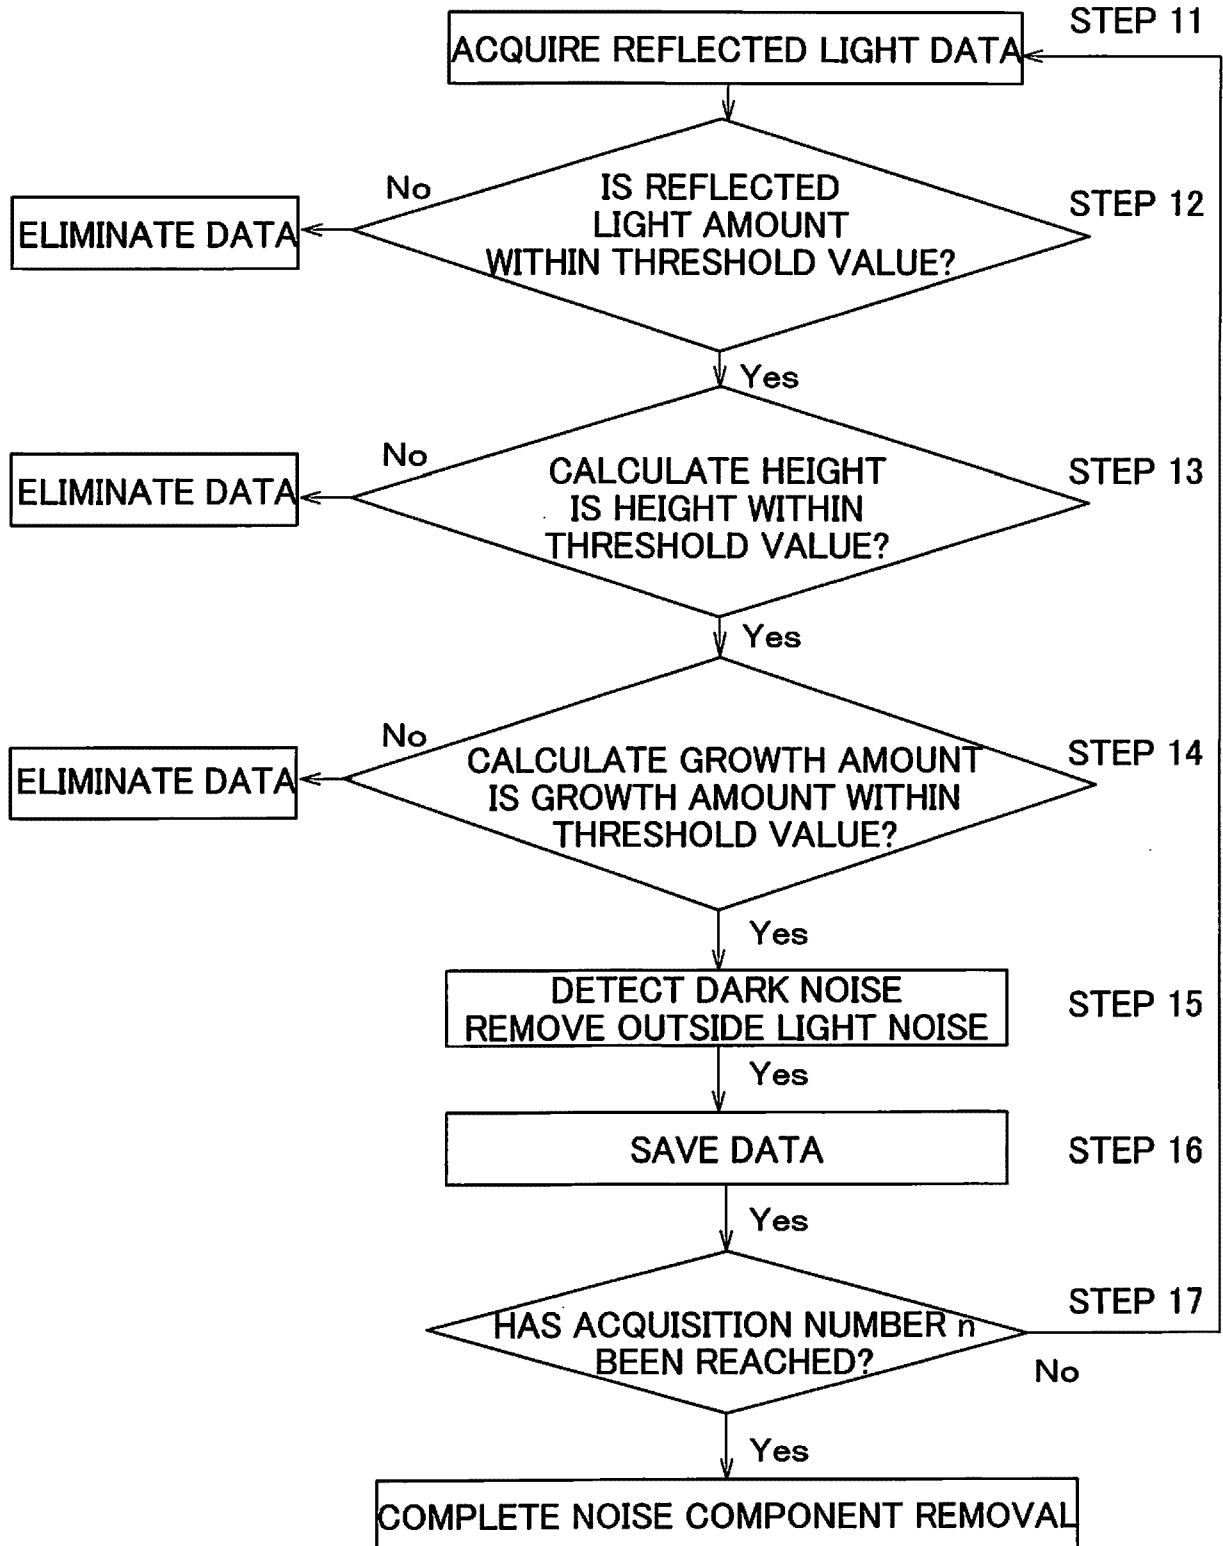 STEP 11
ACQUIRE REFLECTED LIGHT DATA
No
IS REFLECTED
LIGHT AMOUNT
WITHIN THRESHOLD VALUE?
STEP 12
ELIMINATE DATA
Yes
No
CALCULATE HEIGHT
IS HEIGHT WITHIN
THRESHOLD VALUE?
STEP 13
ELIMINATE DATA
Yes
No
CALCULATE GROWTH AMOUNT
IS GROWTH AMOUNT WITHIN
THRESHOLD VALUE?
STEP 14
ELIMINATE DATA
Yes
DETECT DARK NOISE
REMOVE OUTSIDE LIGHT NOISE
STEP 15
Yes
SAVE DATA
STEP 16
Yes
STEP 17
HAS ACQUISITION NUMBER n
BEEN REACHED?
No
Yes
COMPLETE NOISE COMPONENT REMOVAL